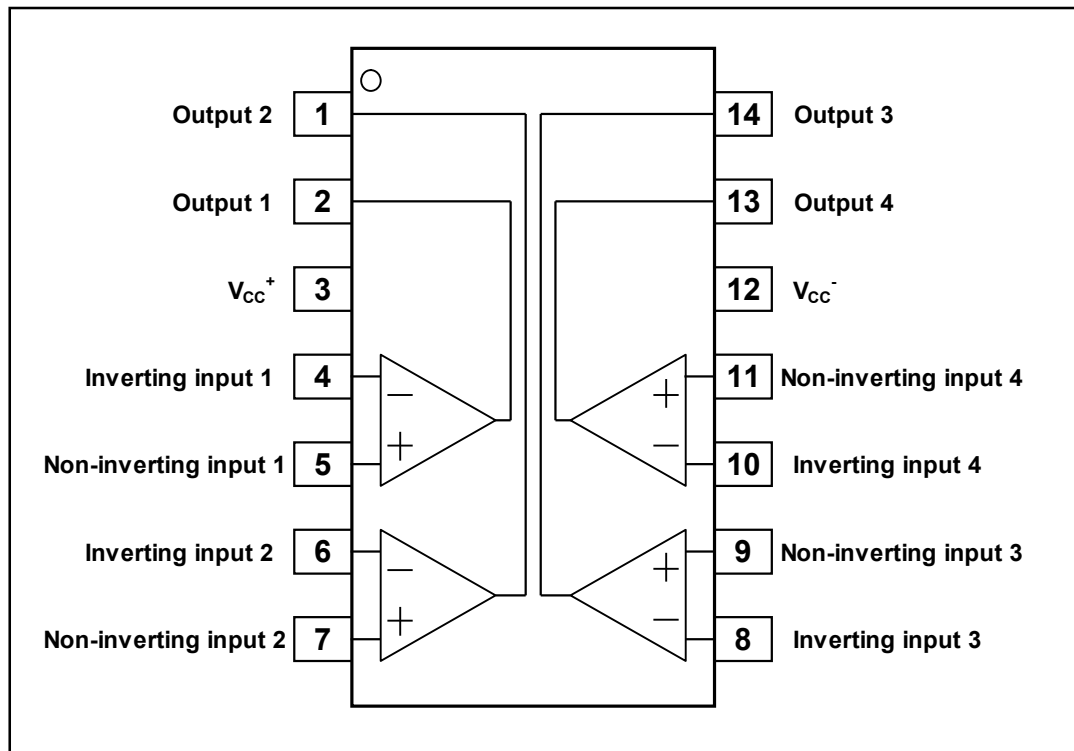 Output 2 1 14 Output 3
Output 1 2 13 Output 4
VCC+ 3 12 VCC-
Inverting input 1 4 − + 11 Non-inverting input 4
Non-inverting input 1 5 + − 10 Inverting input 4
Inverting input 2 6 − + 9 Non-inverting input 3
Non-inverting input 2 7 + − 8 Inverting input 3